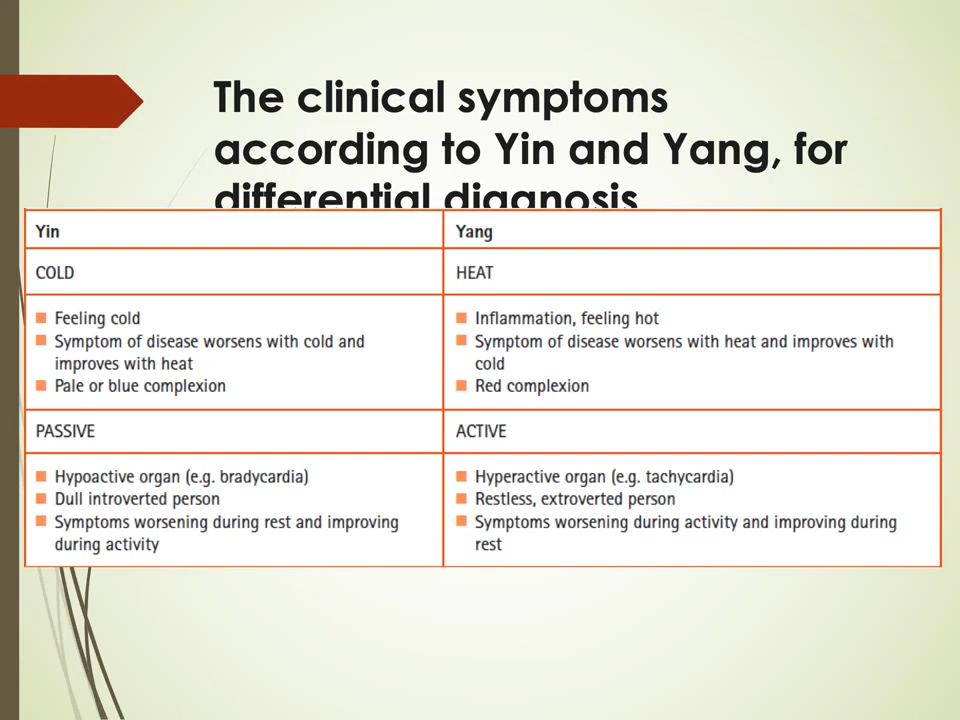 The clinical symptoms
according to Yin and Yang, for
differential diagnosis
Yin
Yang
COLD
HEAT
Feeling cold
Symptom of disease worsens with cold and
improves with heat
Pale or blue complexion
Inflammation, feeling hot
Symptom of disease worsens with heat and improves with
cold
Red complexion
PASSIVE
ACTIVE
Hypoactive organ (e.g. bradycardia)
Dull introverted person
Symptoms worsening during rest and improving
during activity
Hyperactive organ (e.g. tachycardia)
Restless, extroverted person
Symptoms worsening during activity and improving during
rest